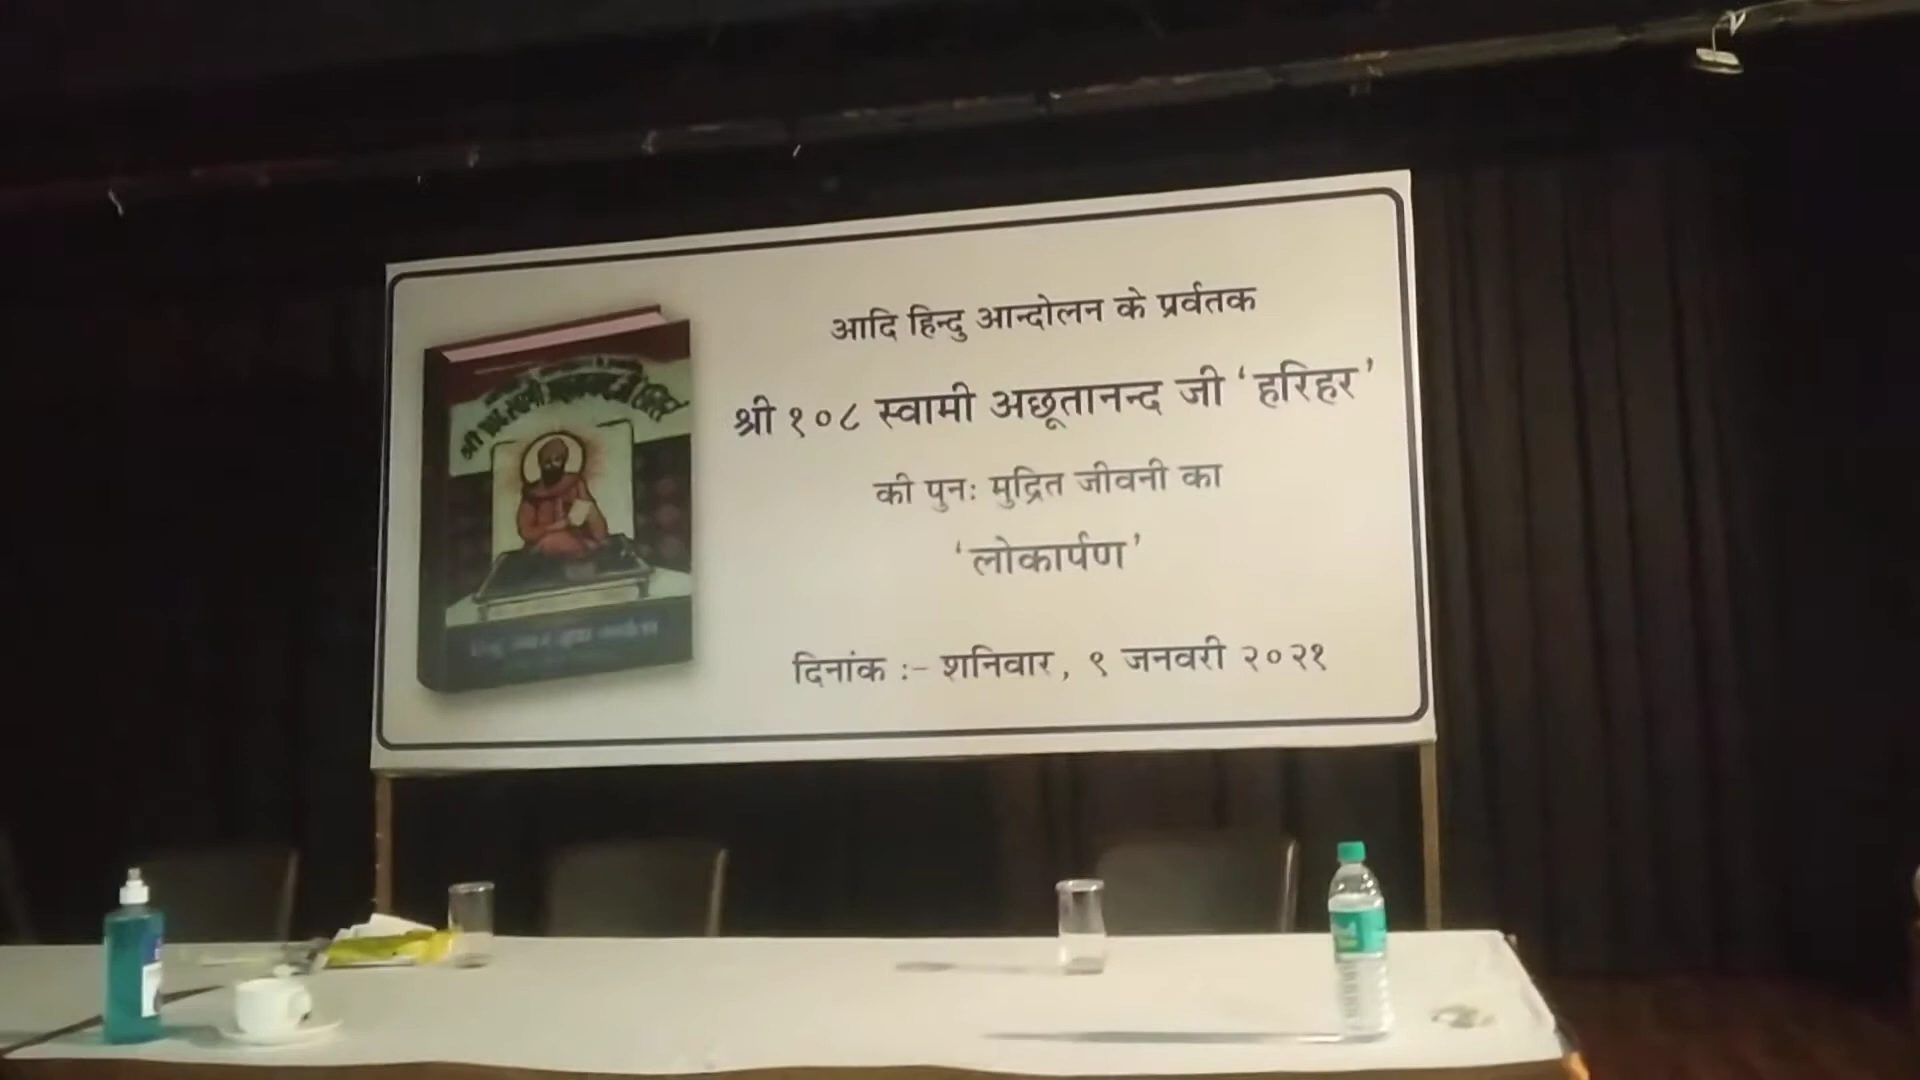 आदि हिन्दु आन्दोलन के प्रर्वतक
श्री १०८ स्वामी अछूतानन्द जी ‘हरिहर’
की पुनः मुद्रित जीवनी का
‘लोकार्पण’
दिनांक :- शनिवार, ९ जनवरी २०२१